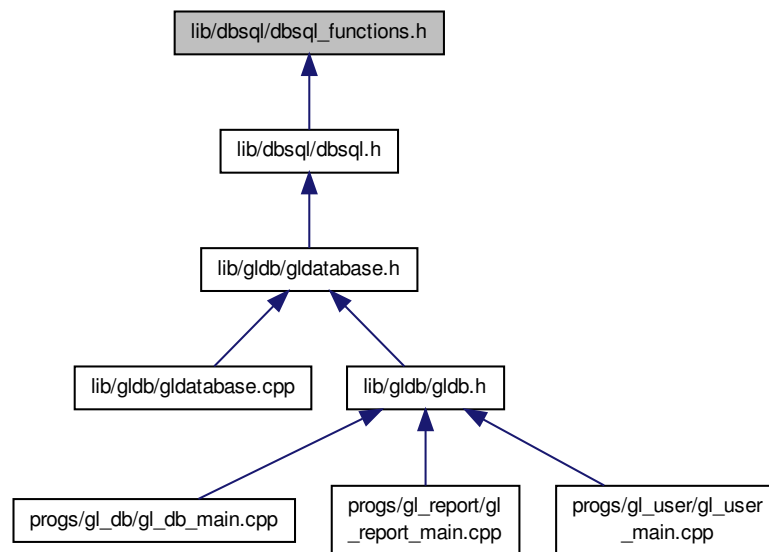 lib/dbsql/dbsql_functions.h
lib/dbsql/dbsql.h
lib/gldb/gldatabase.h
lib/gldb/gldatabase.cpp
lib/gldb/gldb.h
progs/gl_db/gl_db_main.cpp
progs/gl_report/gl
_report_main.cpp
progs/gl_user/gl_user
_main.cpp